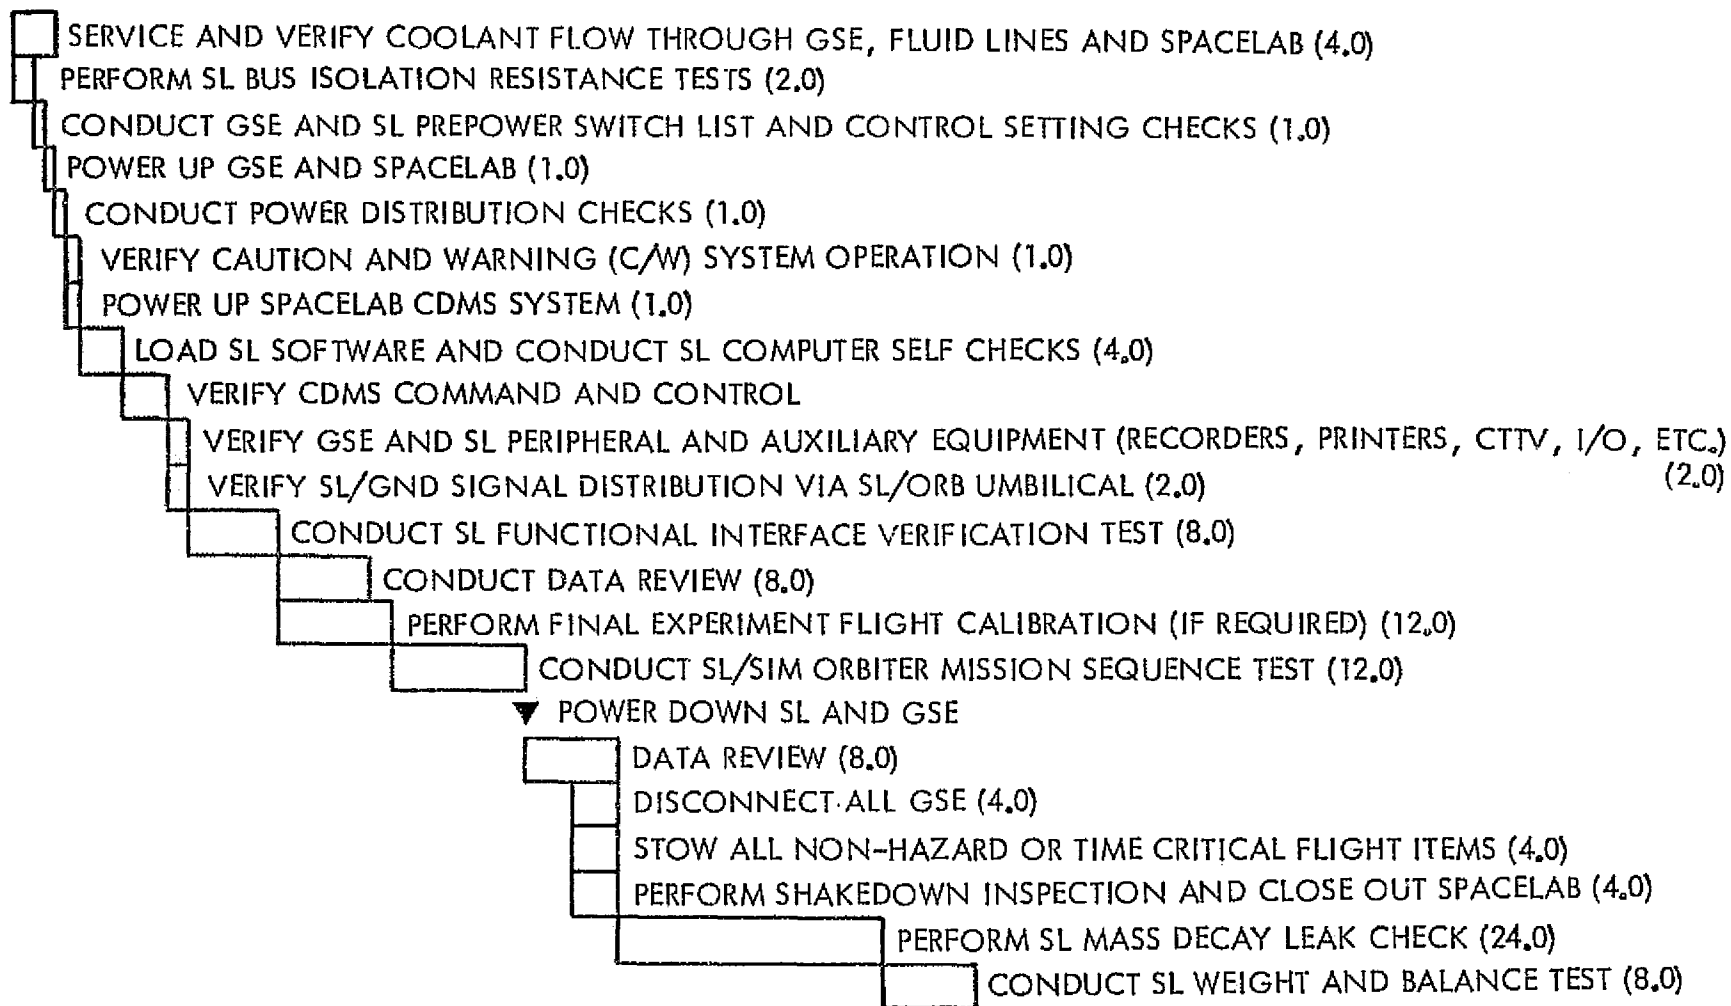 SERVICE AND VERIFY COOLANT FLOW THROUGH GSE, FLUID LINES AND SPACELAB (4.0)
PERFORM SL BUS ISOLATION RESISTANCE TESTS (2.0)
CONDUCT GSE AND SL PREPOWER SWITCH LIST AND CONTROL SETTING CHECKS (1.0)
POWER UP GSE AND SPACELAB (1.0)
CONDUCT POWER DISTRIBUTION CHECKS (1.0)
VERIFY CAUTION AND WARNING (C/W) SYSTEM OPERATION (1.0)
POWER UP SPACELAB CDMS SYSTEM (1.0)
LOAD SL SOFTWARE AND CONDUCT SL COMPUTER SELF CHECKS (4.0)
VERIFY CDMS COMMAND AND CONTROL
VERIFY GSE AND SL PERIPHERAL AND AUXILIARY EQUIPMENT (RECORDERS, PRINTERS, CTTV, I/O, ETC.)
(2.0)
VERIFY SL/GND SIGNAL DISTRIBUTION VIA SL/ORB UMBILICAL (2.0)
CONDUCT SL FUNCTIONAL INTERFACE VERIFICATION TEST (8.0)
CONDUCT DATA REVIEW (8.0)
PERFORM FINAL EXPERIMENT FLIGHT CALIBRATION (IF REQUIRED) (12.0)
CONDUCT SL/SIM ORBITER MISSION SEQUENCE TEST (12.0)
POWER DOWN SL AND GSE
DATA REVIEW (8.0)
DISCONNECT ALL GSE (4.0)
STOW ALL NON-HAZARD OR TIME CRITICAL FLIGHT ITEMS (4.0)
PERFORM SHAKEDOWN INSPECTION AND CLOSE OUT SPACELAB (4.0)
PERFORM SL MASS DECAY LEAK CHECK (24.0)
CONDUCT SL WEIGHT AND BALANCE TEST (8.0)